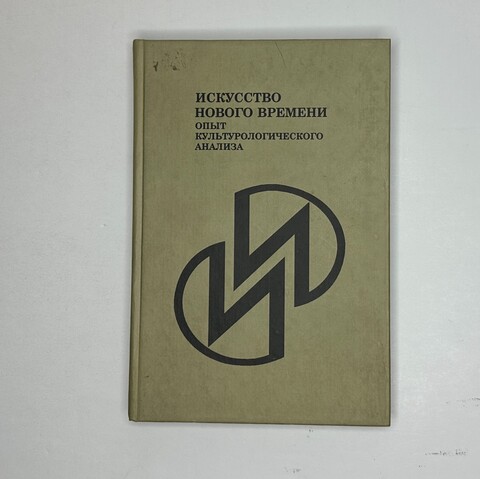 ИСКУССТВО
НОВОГО ВРЕМЕНИ
ОПЫТ
КУЛЬТУРОЛОГИЧЕСКОГО
АНАЛИЗА